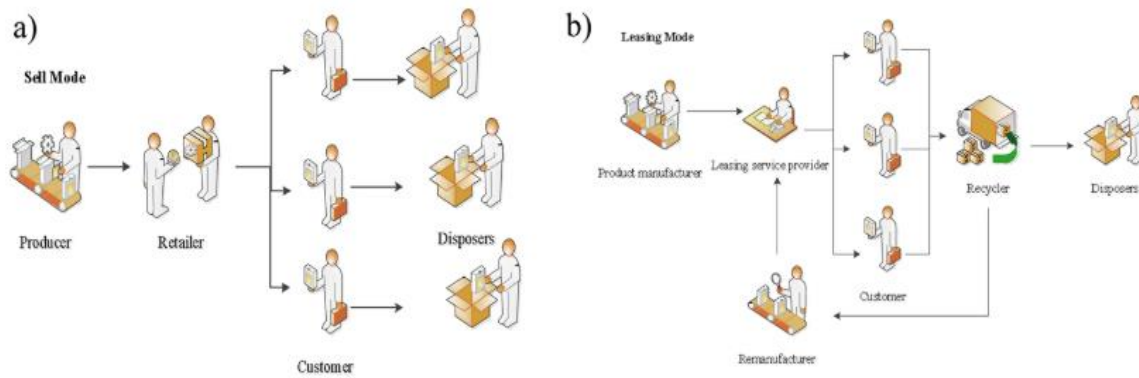 a)
Sell Mode
Producer
Retailer
Disposers
Customer
b)
Leasing Mode
Product manufacturer
Leasing service provider
Recycler
Disposers
Customer
Remanufacturer